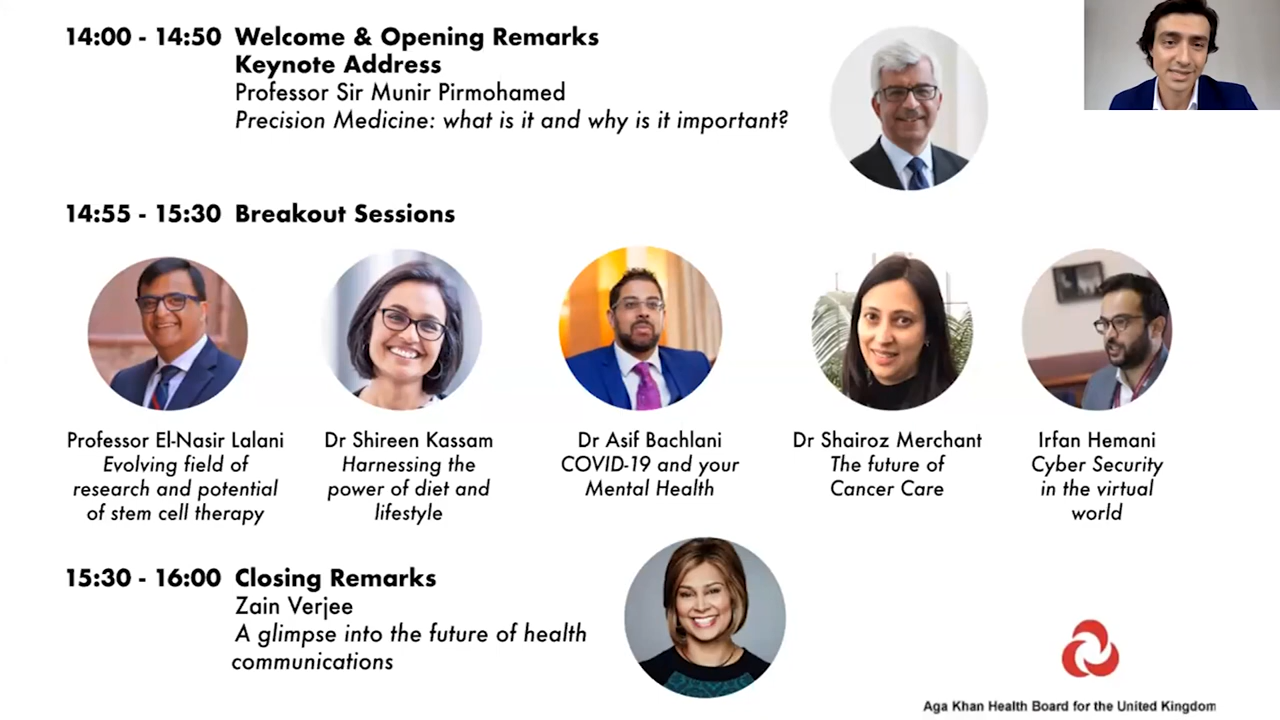 14:00 - 14:50 Welcome & Opening Remarks
Keynote Address
Professor Sir Munir Pirmohamed
Precision Medicine: what is it and why is it important?
14:55 - 15:30 Breakout Sessions
Professor El-Nasir Lalani
Evolving field of
research and potential
of stem cell therapy
Dr Shireen Kassam
Harnessing the
power of diet and
lifestyle
Dr Asif Bachlani
COVID-19 and your
Mental Health
Dr Shairoz Merchant
The future of
Cancer Care
Irfan Hemani
Cyber Security
in the virtual
world
15:30 - 16:00 Closing Remarks
Zain Verjee
A glimpse into the future of health
communications
Aga Khan Health Board for the United Kingdom